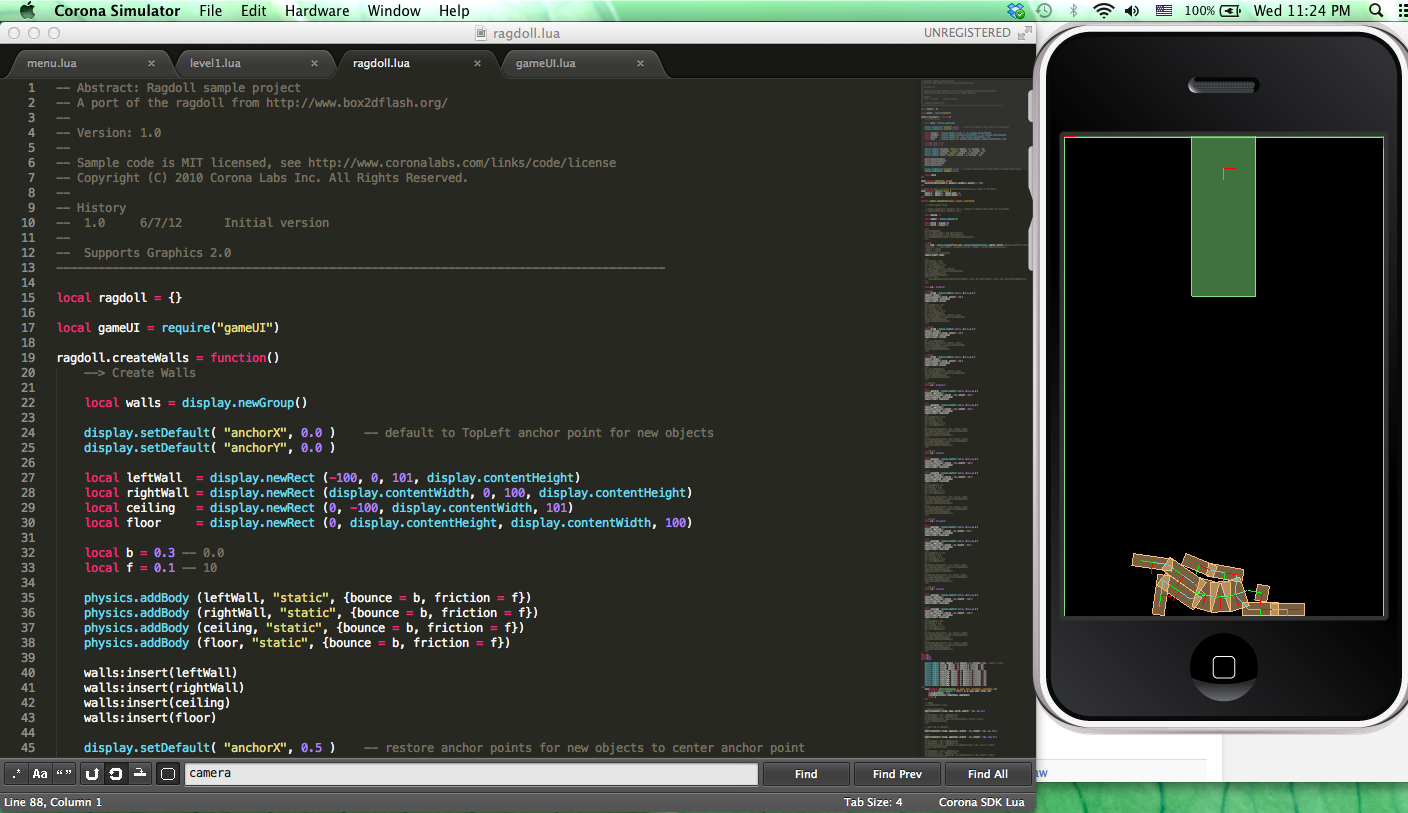 Corona Simulator File Edit Hardware Window Help 100% Wed 11:24 PM
ragdoll.lua UNREGISTERED
menu.lua × level1.lua × ragdoll.lua × gameUI.lua ×
1 -- Abstract: Ragdoll sample project
2 -- A port of the ragdoll from http://www.box2dflash.org/
3 --
4 -- Version: 1.0
5 --
6 -- Sample code is MIT licensed, see http://www.coronalabs.com/links/code/license
7 -- Copyright (C) 2010 Corona Labs Inc. All Rights Reserved.
8 --
9 -- History
10 -- 1.0 6/7/12 Initial version
11 --
12 -- Supports Graphics 2.0
13 ---------------------------------------------------------------------------------------
14
15 local ragdoll = {}
16
17 local gameUI = require("gameUI")
18
19 ragdoll.createWalls = function()
20 --> Create Walls
21
22 local walls = display.newGroup()
23
24 display.setDefault( "anchorX", 0.0 ) -- default to TopLeft anchor point for new objects
25 display.setDefault( "anchorY", 0.0 )
26
27 local leftWall = display.newRect (-100, 0, 101, display.contentHeight)
28 local rightWall = display.newRect (display.contentWidth, 0, 100, display.contentHeight)
29 local ceiling = display.newRect (0, -100, display.contentWidth, 101)
30 local floor = display.newRect (0, display.contentHeight, display.contentWidth, 100)
31
32 local b = 0.3 -- 0.0
33 local f = 0.1 -- 10
34
35 physics.addBody (leftWall, "static", {bounce = b, friction = f})
36 physics.addBody (rightWall, "static", {bounce = b, friction = f})
37 physics.addBody (ceiling, "static", {bounce = b, friction = f})
38 physics.addBody (floor, "static", {bounce = b, friction = f})
39
40 walls:insert(leftWall)
41 walls:insert(rightWall)
42 walls:insert(ceiling)
43 walls:insert(floor)
44
45 display.setDefault( "anchorX", 0.5 ) -- restore anchor points for new objects to center anchor point
.* Aa “ ” camera Find Find Prev Find All
aw
Line 88, Column 1 Tab Size: 4 Corona SDK Lua